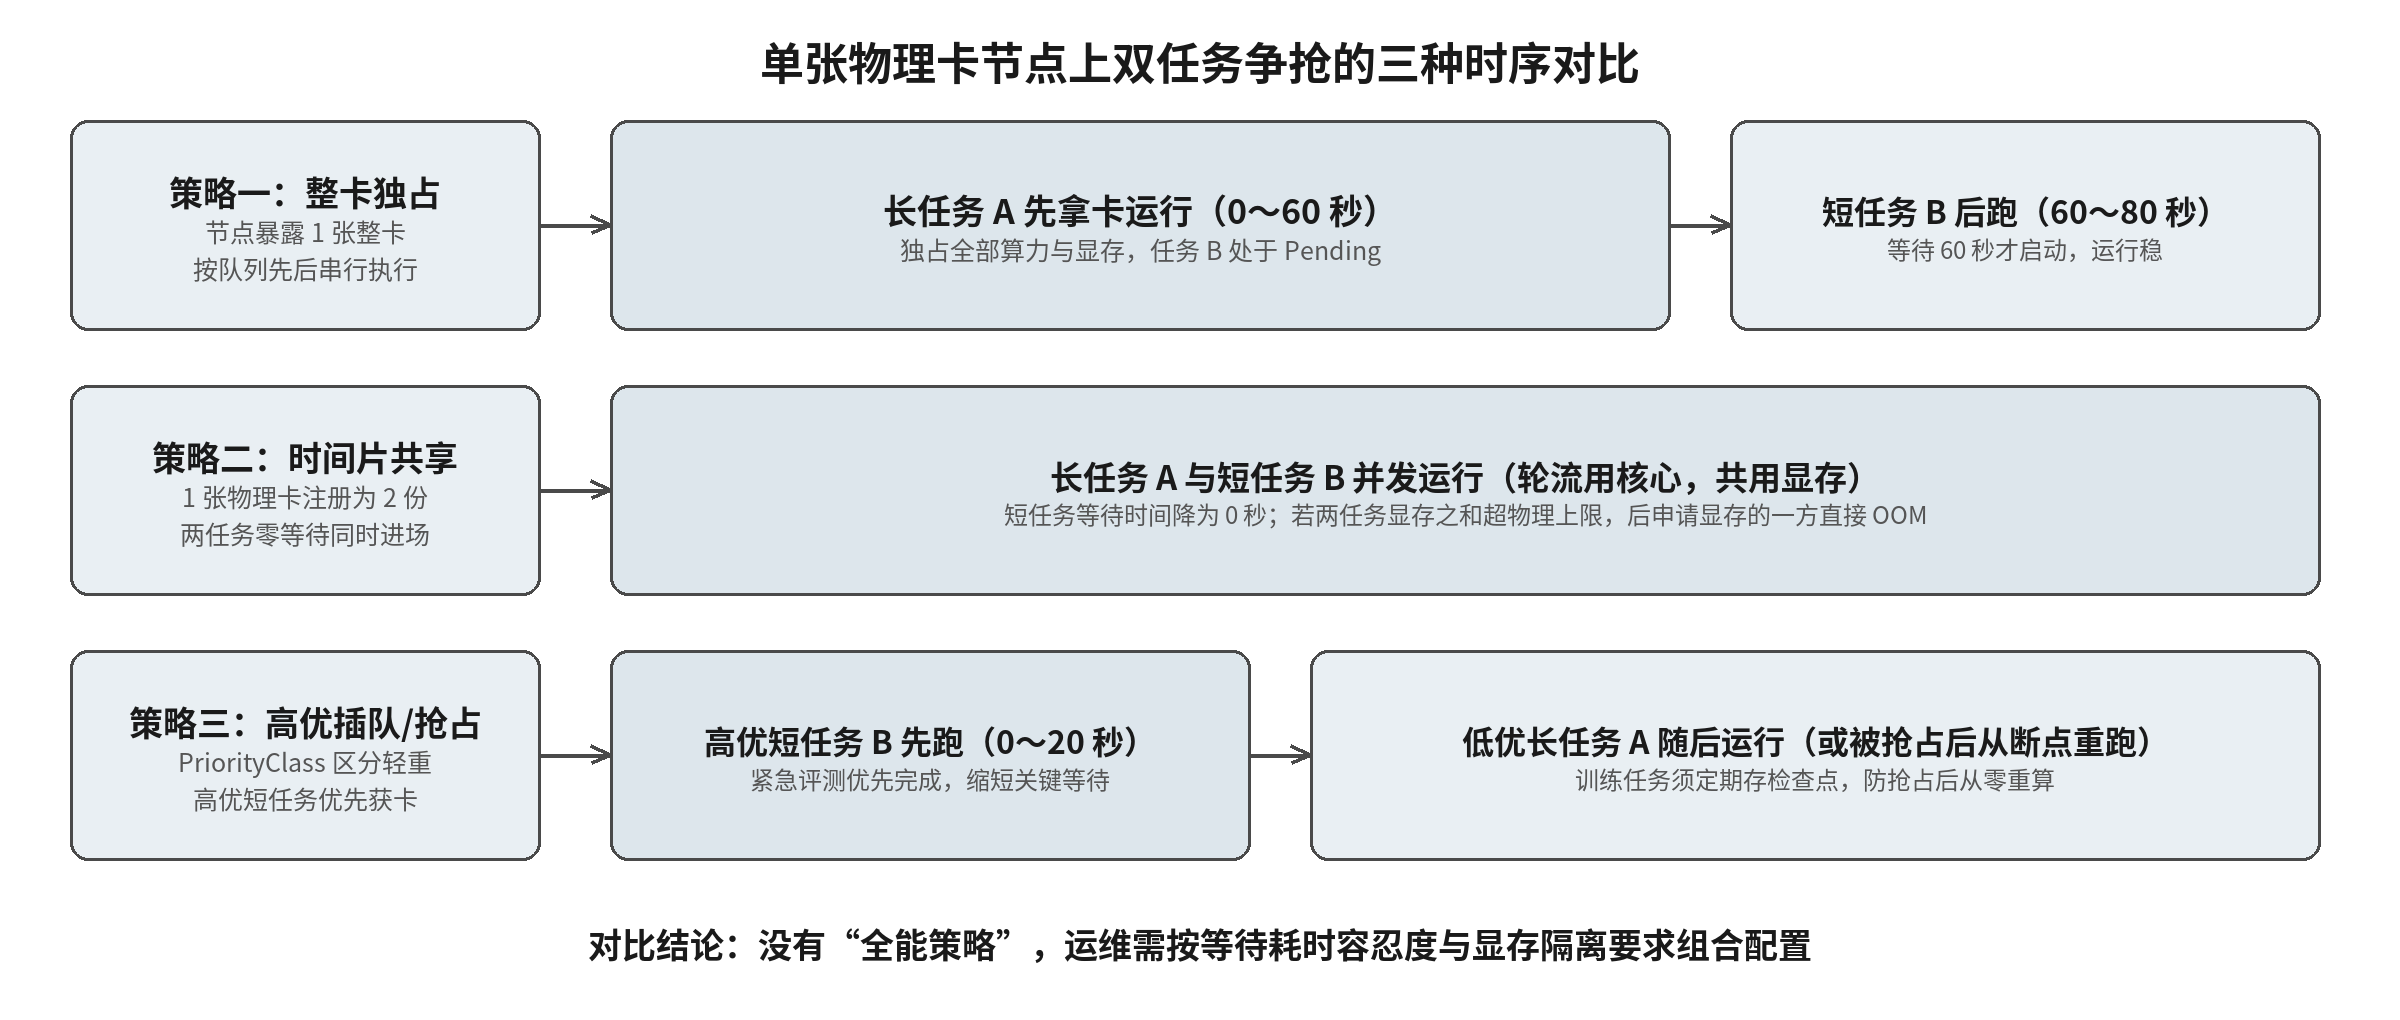 单张物理卡节点上双任务争抢的三种时序对比
策略一：整卡独占
节点暴露 1 张整卡
按队列先后串行执行
长任务 A 先拿卡运行（0～60 秒）
独占全部算力与显存，任务 B 处于 Pending
短任务 B 后跑（60～80 秒）
等待 60 秒才启动，运行稳
策略二：时间片共享
1 张物理卡注册为 2 份
两任务零等待同时进场
长任务 A 与短任务 B 并发运行（轮流用核心，共用显存）
短任务等待时间降为 0 秒；若两任务显存之和超物理上限，后申请显存的一方直接 OOM
策略三：高优插队/抢占
PriorityClass 区分轻重
高优短任务优先获卡
高优短任务 B 先跑（0～20 秒）
紧急评测优先完成，缩短关键等待
低优长任务 A 随后运行（或被抢占后从断点重跑）
训练任务须定期存检查点，防抢占后从零重算
对比结论：没有“全能策略”，运维需按等待耗时容忍度与显存隔离要求组合配置